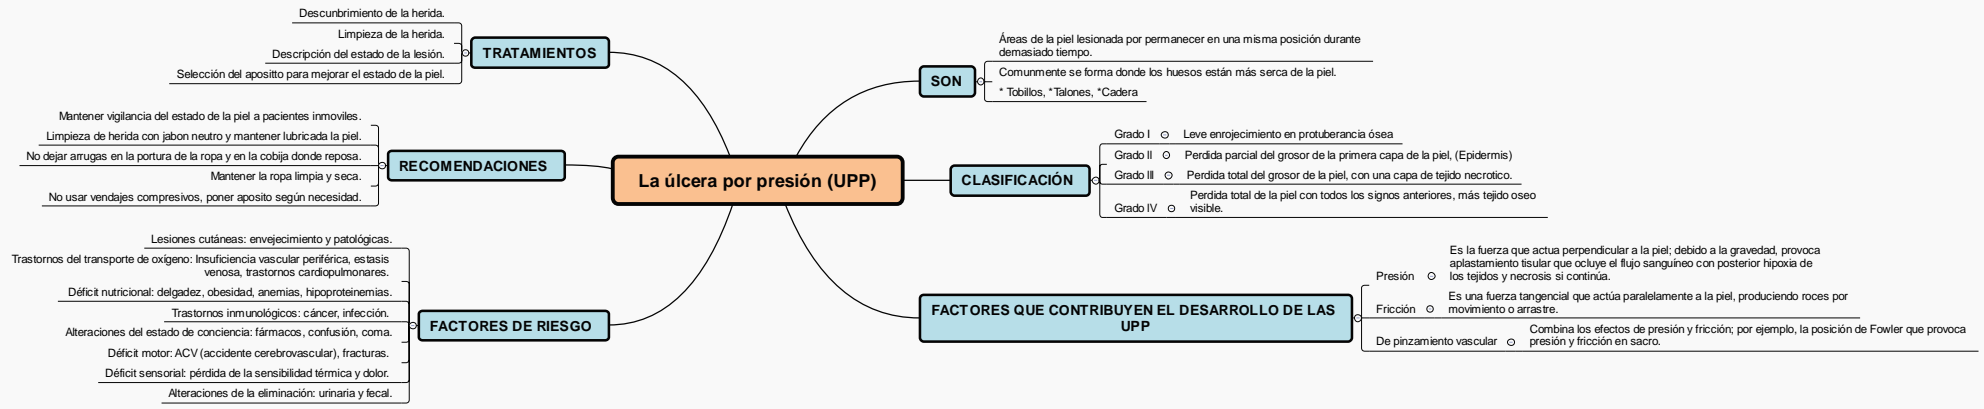 La úlcera por presión (UPP)
TRATAMIENTOS
Descunbrimiento de la herida.
Limpieza de la herida.
Descripción del estado de la lesión.
Selección del apositto para mejorar el estado de la piel.
RECOMENDACIONES
Mantener vigilancia del estado de la piel a pacientes inmoviles.
Limpieza de herida con jabon neutro y mantener lubricada la piel.
No dejar arrugas en la portura de la ropa y en la cobija donde reposa.
Mantener la ropa limpia y seca.
No usar vendajes compresivos, poner aposito según necesidad.
FACTORES DE RIESGO
Lesiones cutáneas: envejecimiento y patológicas.
Trastornos del transporte de oxígeno: Insuficiencia vascular periférica, estasis
venosa, trastornos cardiopulmonares.
Déficit nutricional: delgadez, obesidad, anemias, hipoproteinemias.
Trastornos inmunológicos: cáncer, infección.
Alteraciones del estado de conciencia: fármacos, confusión, coma.
Déficit motor: ACV (accidente cerebrovascular), fracturas.
Déficit sensorial: pérdida de la sensibilidad térmica y dolor.
Alteraciones de la eliminación: urinaria y fecal.
SON
Áreas de la piel lesionada por permanecer en una misma posición durante
demasiado tiempo.
Comunmente se forma donde los huesos están más serca de la piel.
* Tobillos, *Talones, *Cadera
CLASIFICACIÓN
Grado I Leve enrojecimiento en protuberancia ósea
Grado II Perdida parcial del grosor de la primera capa de la piel, (Epidermis)
Grado III Perdida total del grosor de la piel, con una capa de tejido necrotico.
Grado IV Perdida total de la piel con todos los signos anteriores, más tejido oseo
visible.
FACTORES QUE CONTRIBUYEN EL DESARROLLO DE LAS
UPP
Presión Es la fuerza que actua perpendicular a la piel; debido a la gravedad, provoca
aplastamiento tisular que ocluye el flujo sanguíneo con posterior hipoxia de
los tejidos y necrosis si continúa.
Fricción Es una fuerza tangencial que actúa paralelamente a la piel, produciendo roces por
movimiento o arrastre.
De pinzamiento vascular Combina los efectos de presión y fricción; por ejemplo, la posición de Fowler que provoca
presión y fricción en sacro.